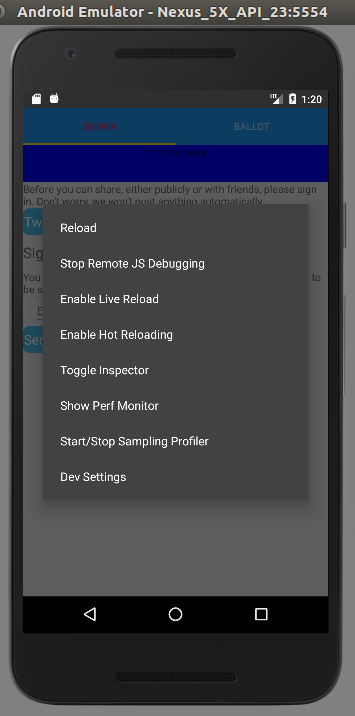 Android Emulator - Nexus_5X_API_23:5554
LTE
1:20
SIGNIN
BALLOT
Before you can share, either publicly or with friends, please sign
in. Don't worry, we won't post anything automatically.
Tw
Sig
You
to
be s
E
Sen
Reload
Stop Remote JS Debugging
Enable Live Reload
Enable Hot Reloading
Toggle Inspector
Show Perf Monitor
Start/Stop Sampling Profiler
Dev Settings